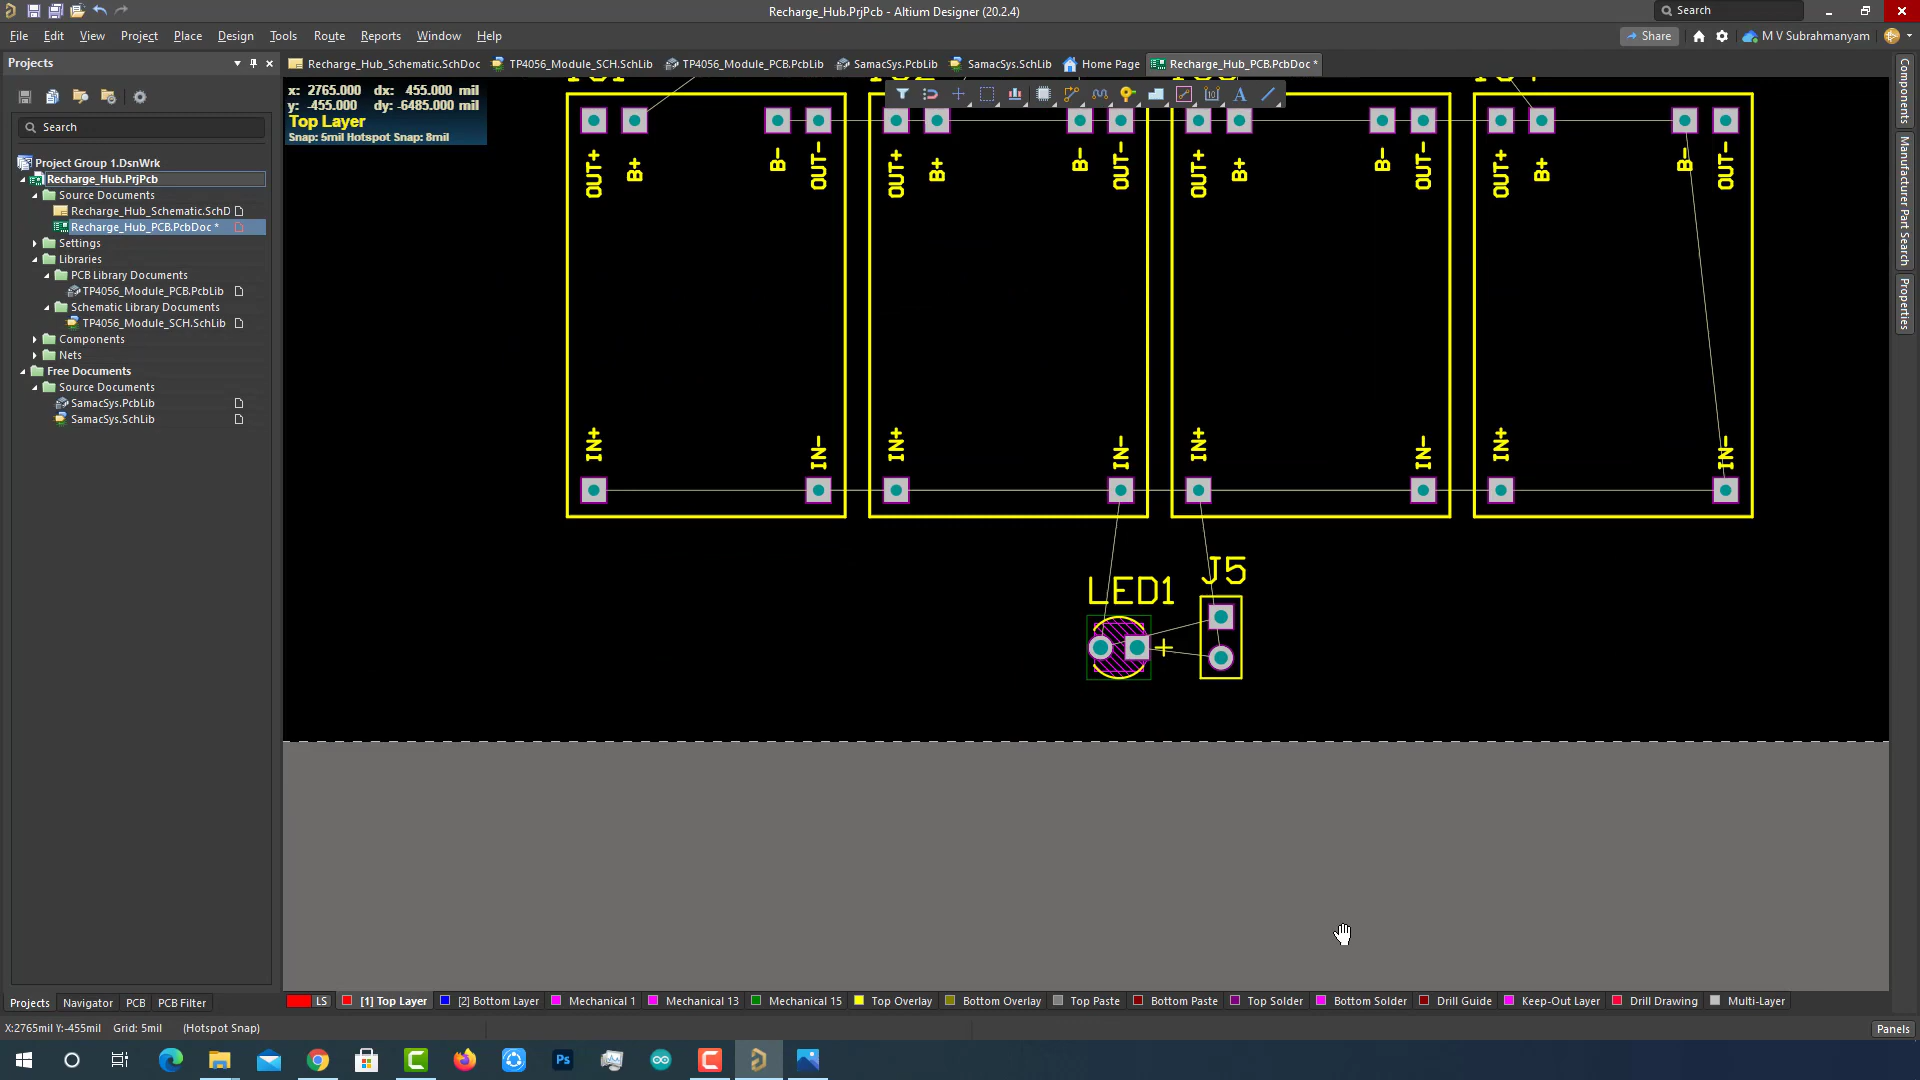 Recharge_Hub.PrjPcb - Altium Designer (20.2.4)
Search
File Edit View Project Place Design Tools Route Reports Window Help
Share
M V Subrahmanyam
Projects
Recharge_Hub_Schematic.SchDoc TP4056_Module_SCH.SchLib TP4056_Module_PCB.PcbLib SamacSys.PcbLib SamacSys.SchLib Home Page Recharge_Hub_PCB.PcbDoc *
x: 2765.000 dx: 455.000 mil
y: -455.000 dy: -6485.000 mil
Top Layer
Snap: 5mil Hotspot Snap: 8mil
Search
Project Group 1.DsnWrk
Recharge_Hub.PrjPcb
Source Documents
Recharge_Hub_Schematic.SchD
Recharge_Hub_PCB.PcbDoc *
Settings
Libraries
PCB Library Documents
TP4056_Module_PCB.PcbLib
Schematic Library Documents
TP4056_Module_SCH.SchLib
Components
Nets
Free Documents
Source Documents
SamacSys.PcbLib
SamacSys.SchLib
OUT+ B+ B- OUT- OUT+ B+ B- OUT- OUT+ B+ B- OUT- OUT+ B+ B- OUT-
IN+ IN- IN+ IN- IN+ IN- IN+ IN-
LED1 J5
+
Components
Manufacturer Part Search
Properties
Projects Navigator PCB PCB Filter
LS [1] Top Layer [2] Bottom Layer Mechanical 1 Mechanical 13 Mechanical 15 Top Overlay Bottom Overlay Top Paste Bottom Paste Top Solder Bottom Solder Drill Guide Keep-Out Layer Drill Drawing Multi-Layer
X:2765mil Y:-455mil Grid: 5mil (Hotspot Snap)
Panels
Ps